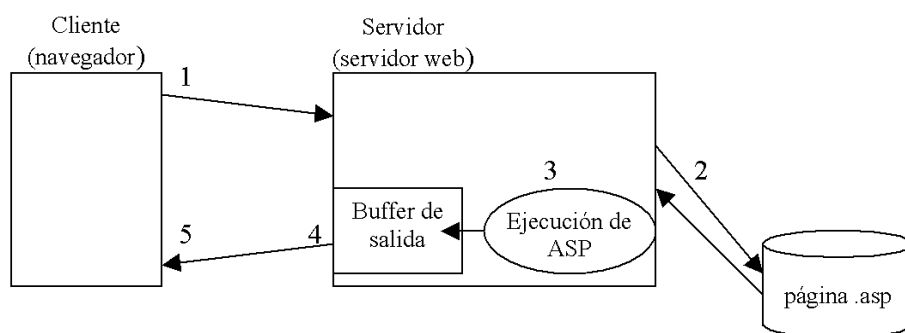 Cliente
(navegador)
Servidor
(servidor web)
1
2
3
Buffer de
salida
Ejecución de
ASP
5
4
página .asp